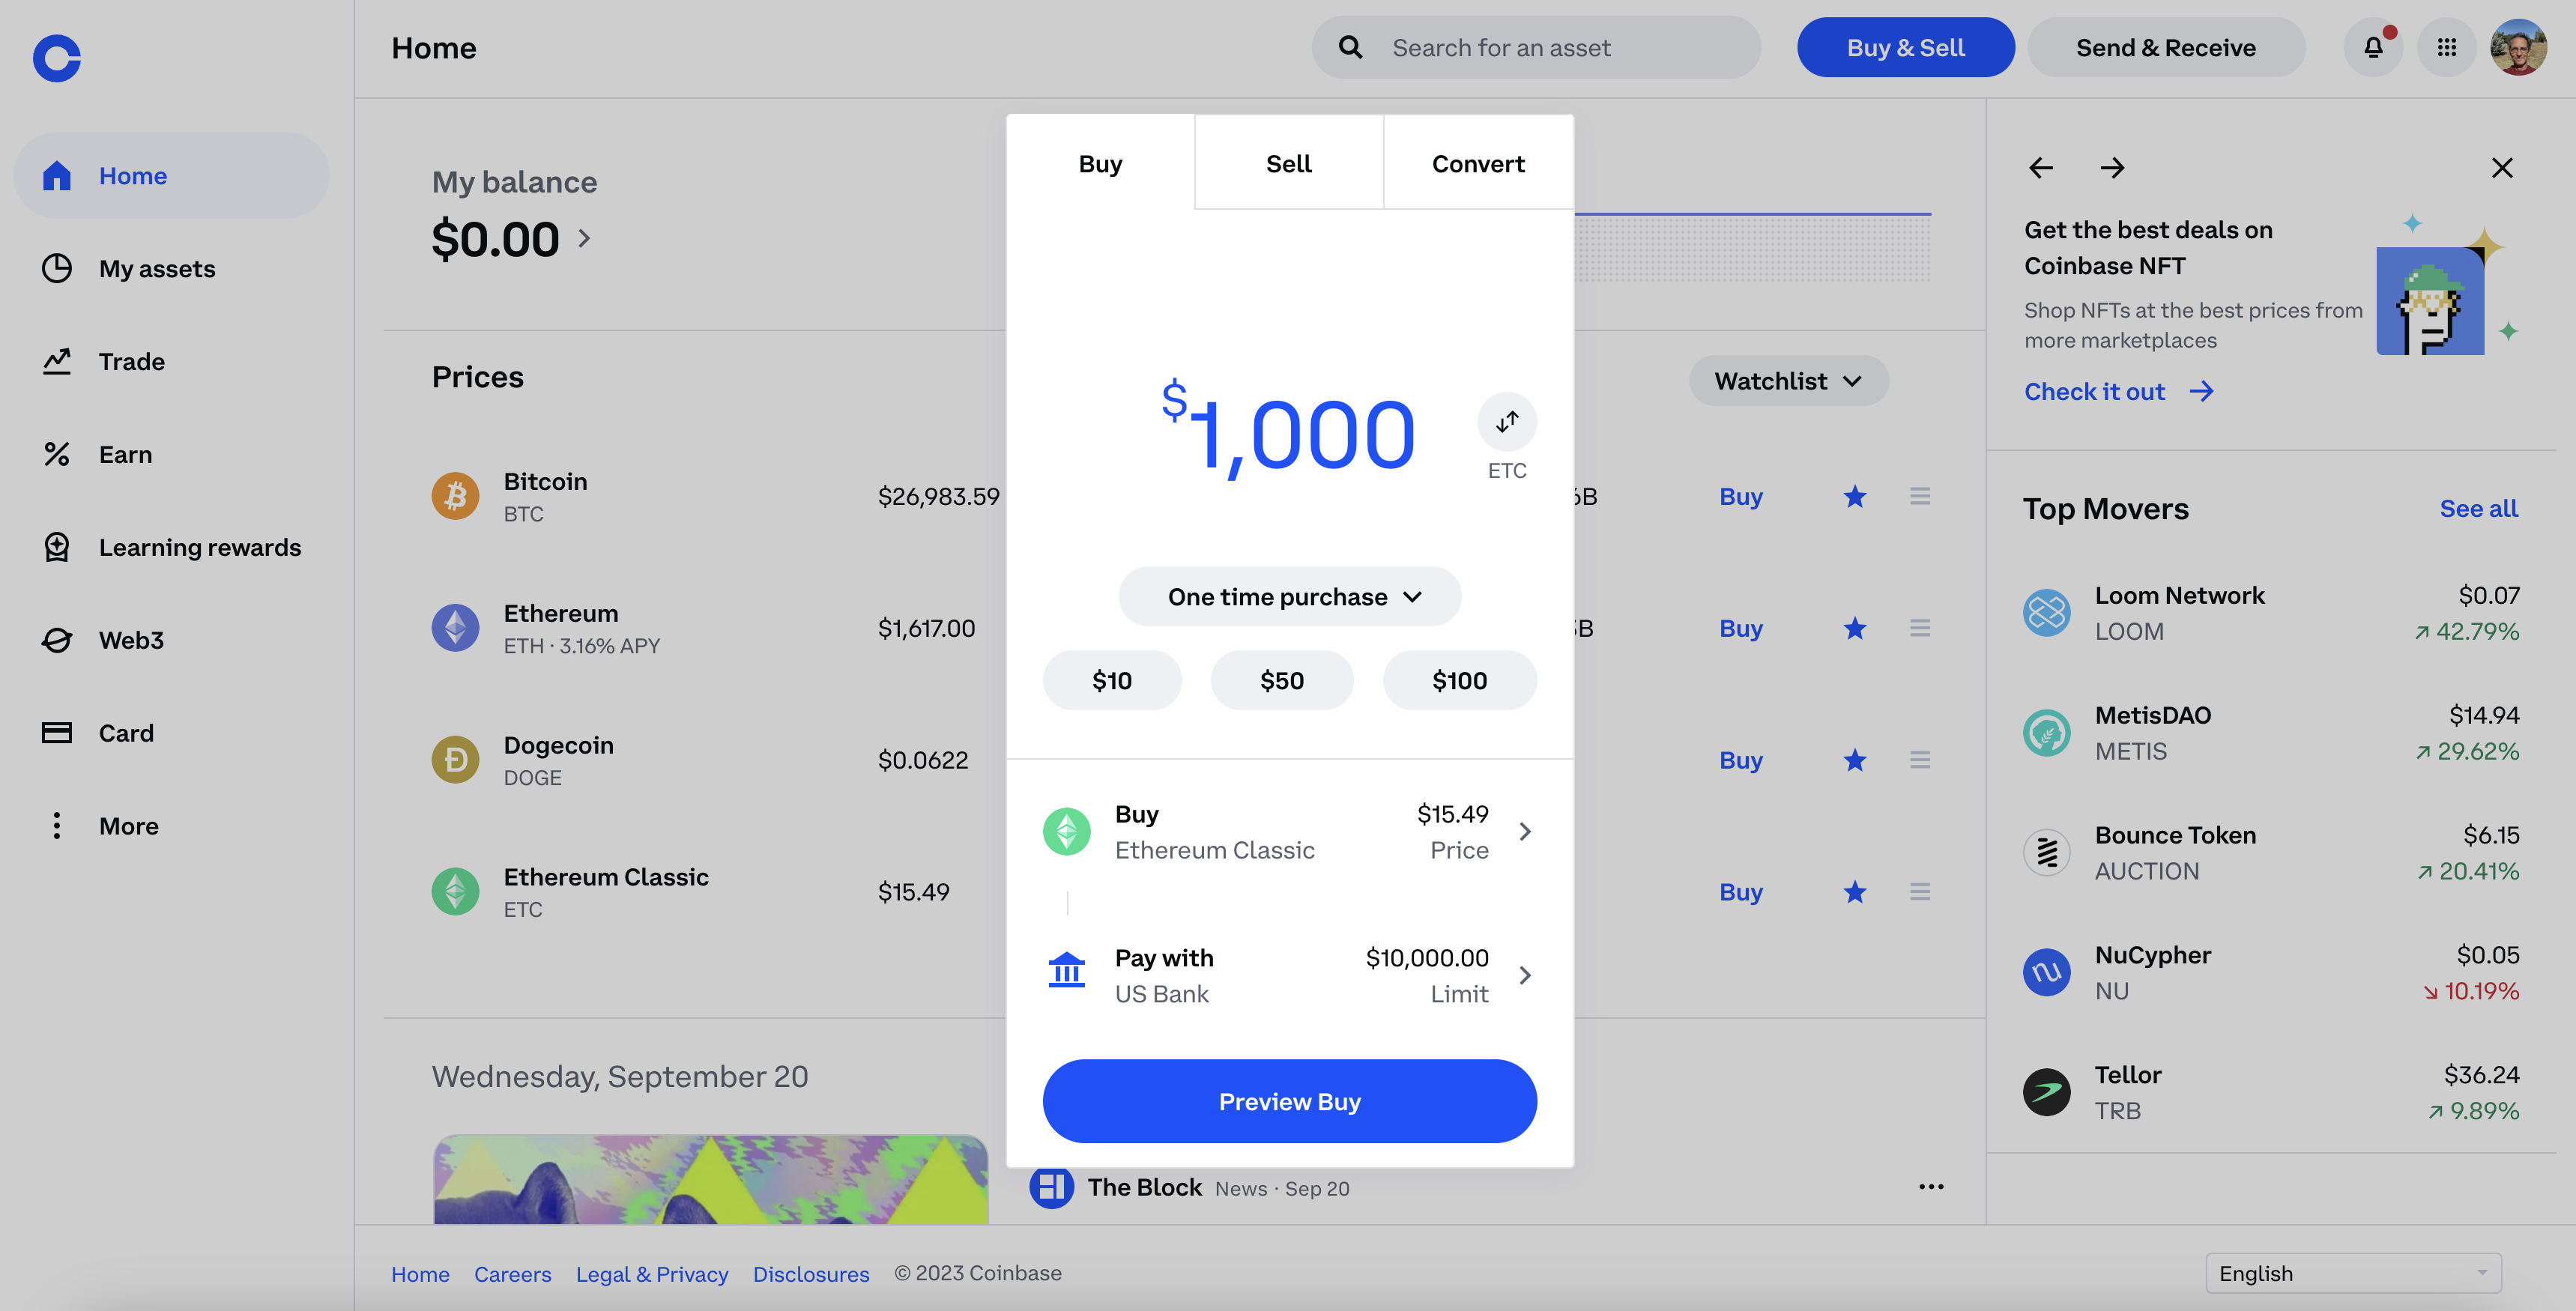 Home
Search for an asset
Buy & Sell
Send & Receive
Home
My assets
Trade
Earn
Learning rewards
Web3
Card
More
My balance
$0.00
Prices
Watchlist
Bitcoin
BTC
$26,983.59
6B
Buy
Ethereum
ETH · 3.16% APY
$1,617.00
B
Buy
Dogecoin
DOGE
$0.0622
Buy
Ethereum Classic
ETC
$15.49
Buy
Wednesday, September 20
The Block News · Sep 20
Buy
Sell
Convert
$1,000
ETC
One time purchase
$10
$50
$100
Buy
$15.49
Ethereum Classic
Price
Pay with
$10,000.00
US Bank
Limit
Preview Buy
Get the best deals on
Coinbase NFT
Shop NFTs at the best prices from
more marketplaces
Check it out
Top Movers
See all
Loom Network
$0.07
LOOM
42.79%
MetisDAO
$14.94
METIS
29.62%
Bounce Token
$6.15
AUCTION
20.41%
NuCypher
$0.05
NU
10.19%
Tellor
$36.24
TRB
9.89%
Home
Careers
Legal & Privacy
Disclosures
© 2023 Coinbase
English